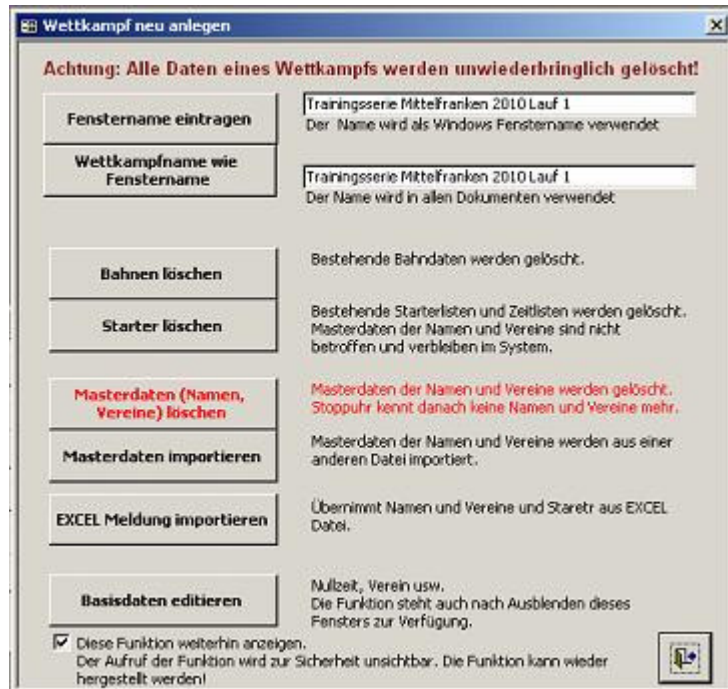 Wettkampf neu anlegen
Achtung: Alle Daten eines Wettkampfs werden unwiederbringlich gelöscht!
Fenstername eintragen
Trainingsserie Mittelfranken 2010 Lauf 1
Der Name wird als Windows Fenstername verwendet
Wettkampfname wie
Fenstername
Trainingsserie Mittelfranken 2010 Lauf 1
Der Name wird in allen Dokumenten verwendet
Bahnen löschen
Bestehende Bahndaten werden gelöscht.
Starter löschen
Bestehende Starterlisten und Zeitlisten werden gelöscht.
Masterdaten der Namen und Vereine sind nicht
betroffen und verbleiben im System.
Masterdaten (Namen,
Vereine) löschen
Masterdaten der Namen und Vereine werden gelöscht.
Stoppuhr kennt danach keine Namen und Vereine mehr.
Masterdaten importieren
Masterdaten der Namen und Vereine werden aus einer
anderen Datei importiert.
EXCEL Meldung importieren
Übernimmt Namen und Vereine und Staretr aus EXCEL
Datei.
Basisdaten editieren
Nullzeit, Verein usw.
Die Funktion steht auch nach Ausblenden dieses
Fensters zur Verfügung.
Diese Funktion weiterhin anzeigen.
Der Aufruf der Funktion wird zur Sicherheit unsichtbar. Die Funktion kann wieder
hergestellt werden!